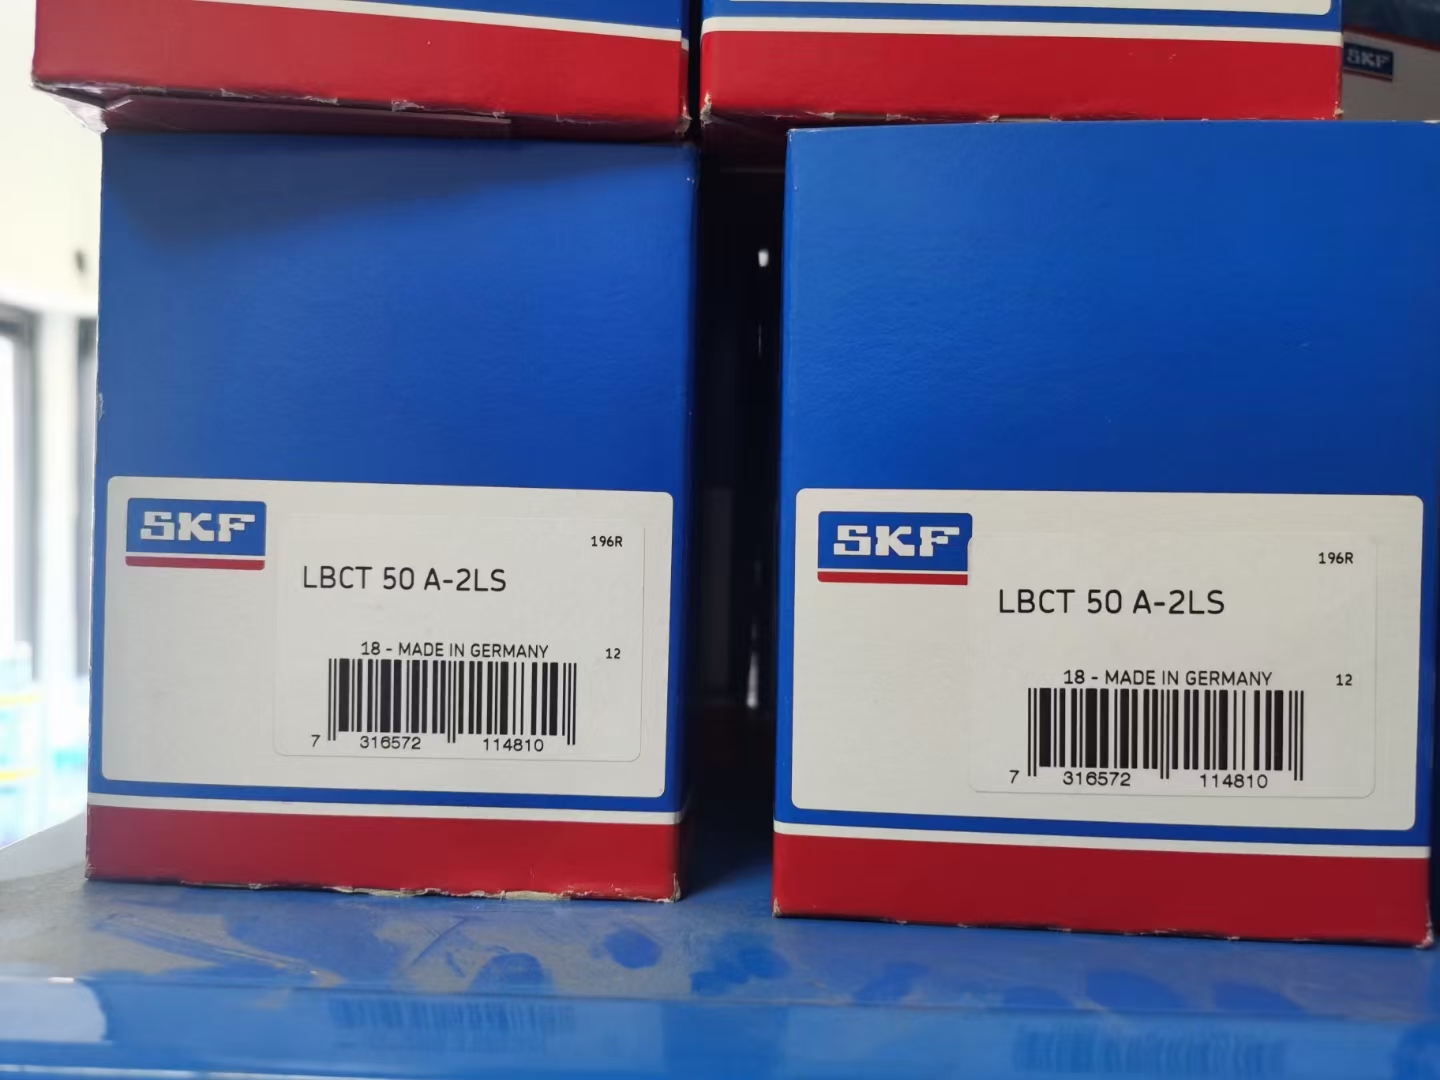 SKF
SKF
196R
LBCT 50 A-2LS
18 - MADE IN GERMANY
12
7 316572 114810
SKF
196R
LBCT 50 A-2LS
18 - MADE IN GERMANY
12
7 316572 114810